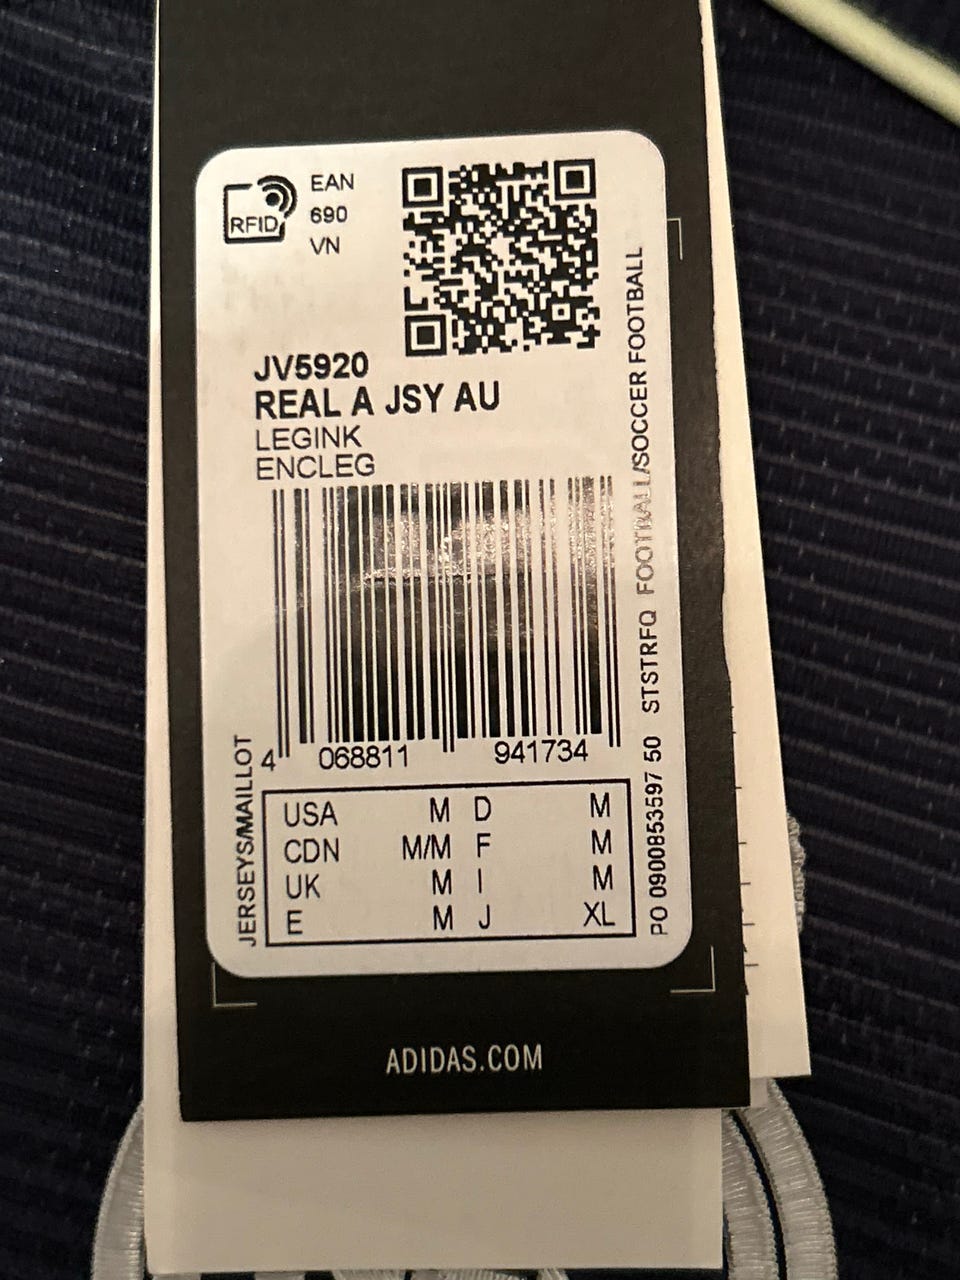 RFID
EAN
690
VN
JV5920
REAL A JSY AU
LEGINK
ENCLEG
4 068811 941734
JERSEYS/MAILLOT
USA M D M
CDN M/M F M
UK M I M
E M J XL
PO 0900853597 50 STSTRFQ FOOTBALL/SOCCER FOOTBALL
ADIDAS.COM